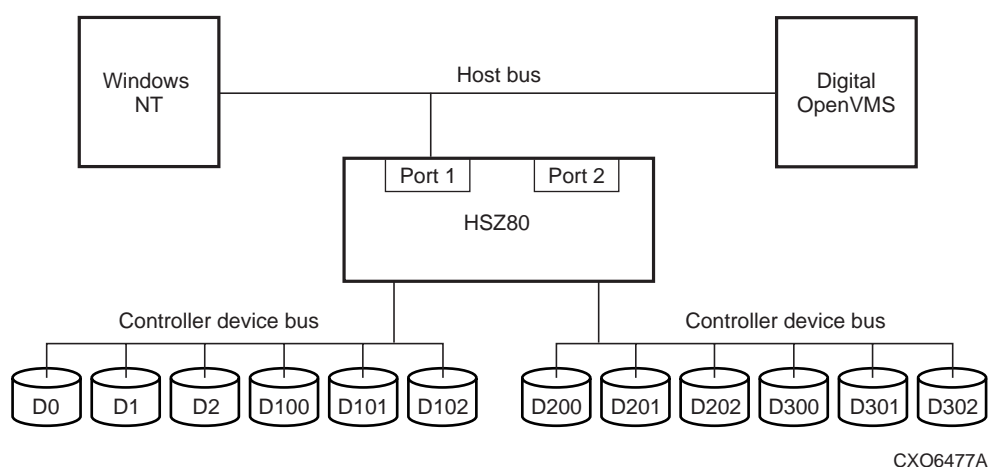 Windows
NT
Host bus
Digital
OpenVMS
Port 1
Port 2
HSZ80
Controller device bus
Controller device bus
D0
D1
D2
D100
D101
D102
D200
D201
D202
D300
D301
D302
CXO6477A